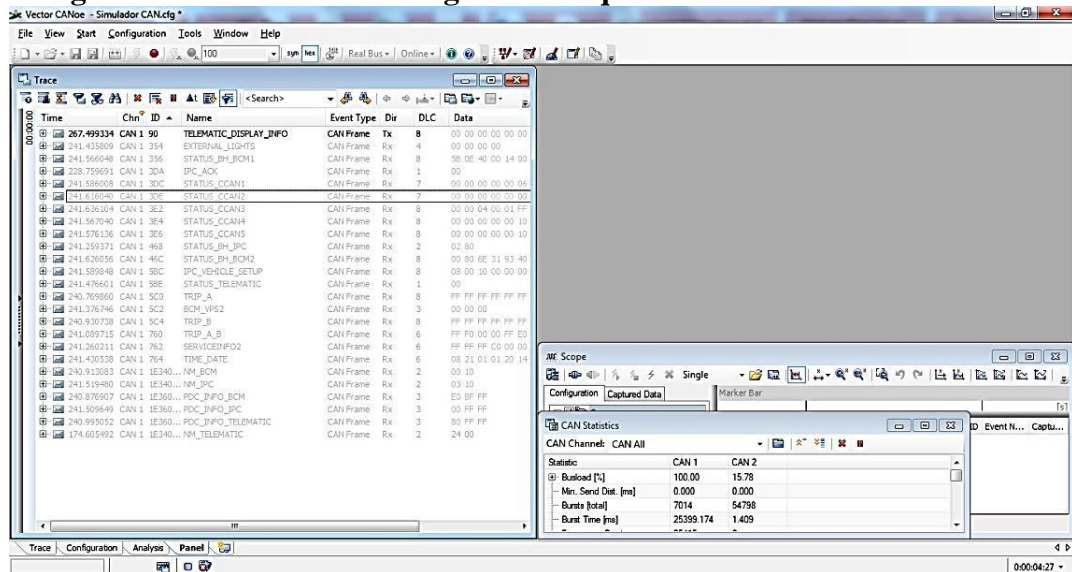 Vector CANoe - Simulador CAN.cfg *
File View Start Configuration Tools Window Help
100 sym hex Real Bus Online
Trace
<Search>
Time Chn ID Name Event Type Dir DLC Data
00:00:00
267.499334 CAN 1 90 TELEMATIC_DISPLAY_INFO CAN Frame Tx 8 00 00 00 00 00 00
241.435809 CAN 1 354 EXTERNAL_LIGHTS CAN Frame Rx 4 00 00 00 00
241.566048 CAN 1 356 STATUS_BH_BCM1 CAN Frame Rx 8 5B 0E 40 00 14 00
228.759691 CAN 1 3DA IPC_ACK CAN Frame Rx 1 00
241.586008 CAN 1 3DC STATUS_CCAN1 CAN Frame Rx 7 00 00 00 00 00 06
241.616040 CAN 1 3DE STATUS_CCAN2 CAN Frame Rx 7 00 00 00 00 00 00
241.636104 CAN 1 3E2 STATUS_CCAN3 CAN Frame Rx 8 00 00 04 00 01 FF
241.567040 CAN 1 3E4 STATUS_CCAN4 CAN Frame Rx 8 00 00 00 00 00 10
241.576136 CAN 1 3E6 STATUS_CCAN5 CAN Frame Rx 8 00 00 00 00 00 10
241.259371 CAN 1 468 STATUS_BH_IPC CAN Frame Rx 2 02 80
241.626056 CAN 1 46C STATUS_BH_BCM2 CAN Frame Rx 8 00 80 6E 31 93 40
241.589848 CAN 1 5BC IPC_VEHICLE_SETUP CAN Frame Rx 8 08 00 10 00 00 00
241.476601 CAN 1 5BE STATUS_TELEMATIC CAN Frame Rx 1 00
240.769860 CAN 1 5C0 TRIP_A CAN Frame Rx 8 FF FF FF FF FF FF
241.376746 CAN 1 5C2 BCM_VPS2 CAN Frame Rx 3 00 00 00
240.930738 CAN 1 5C4 TRIP_B CAN Frame Rx 8 FF FF FF FF FF FF
241.089715 CAN 1 760 TRIP_A_B CAN Frame Rx 6 FF F0 00 00 FF E0
241.260211 CAN 1 762 SERVICEINFO2 CAN Frame Rx 6 FF FF FF C0 00 00
241.430538 CAN 1 764 TIME_DATE CAN Frame Rx 6 08 21 01 01 20 14
240.913083 CAN 1 1E340... NM_BCM CAN Frame Rx 2 00 10
241.519480 CAN 1 1E340... NM_IPC CAN Frame Rx 2 03 10
240.876907 CAN 1 1E360... PDC_INFO_BCM CAN Frame Rx 3 E0 BF FF
241.509649 CAN 1 1E360... PDC_INFO_IPC CAN Frame Rx 3 00 FF FF
240.995052 CAN 1 1E360... PDC_INFO_TELEMATIC CAN Frame Rx 3 80 FF FF
174.605492 CAN 1 1E340... NM_TELEMATIC CAN Frame Rx 2 24 00
Scope
Single
Configuration Captured Data Marker Bar
[s]
ID Event N... Captu...
CAN Statistics
CAN Channel: CAN All
Statistic CAN 1 CAN 2
Busload [%] 100.00 15.78
Min. Send Dist. [ms] 0.000 0.000
Bursts [total] 7014 54798
Burst Time [ms] 25399.174 1.409
Trace Configuration Analysis Panel
0:00:04:27